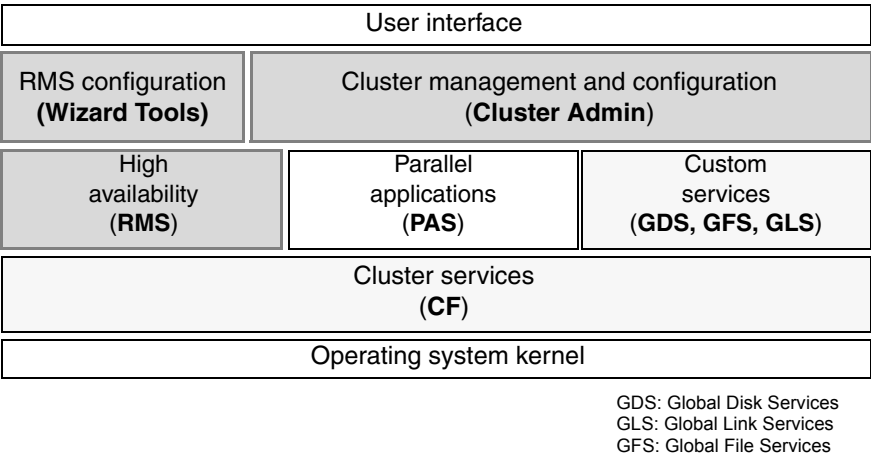 User interface
RMS configuration
(Wizard Tools)
Cluster management and configuration
(Cluster Admin)
High
availability
(RMS)
Parallel
applications
(PAS)
Custom
services
(GDS, GFS, GLS)
Cluster services
(CF)
Operating system kernel
GDS: Global Disk Services
GLS: Global Link Services
GFS: Global File Services